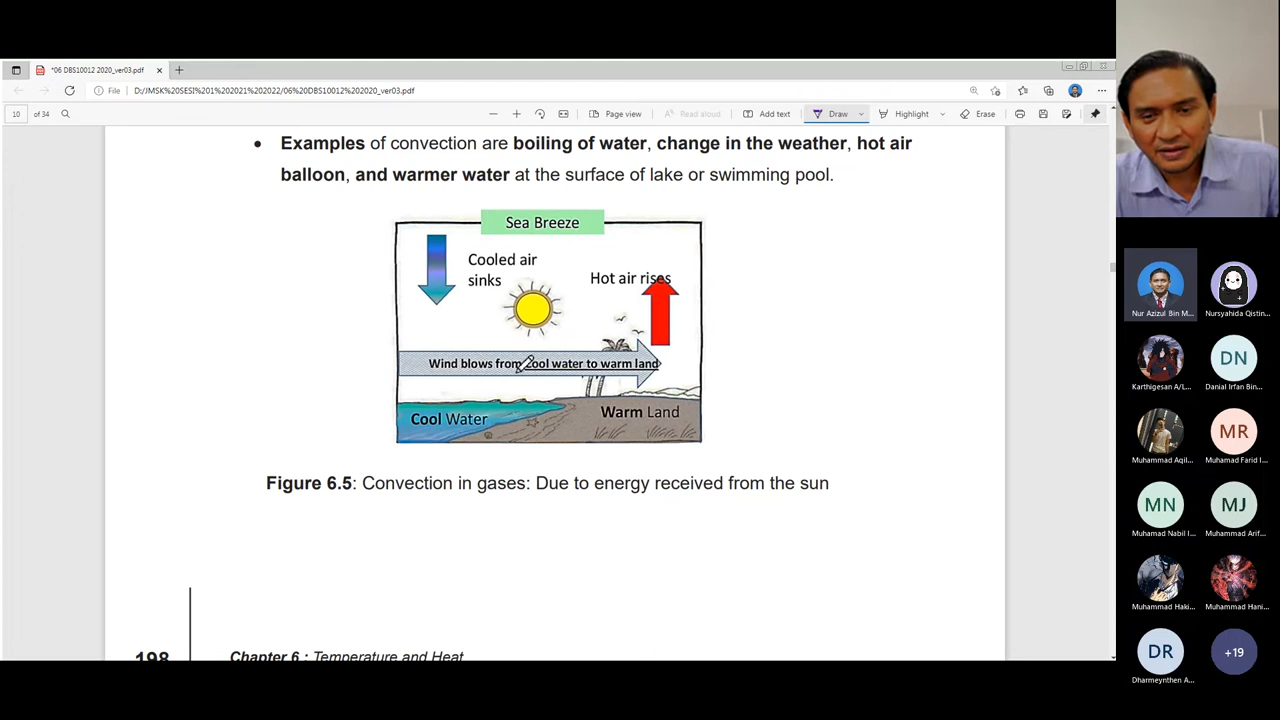 *06 DBS10012 2020_ver03.pdf
File
D:/JMSK%20SESI%201%202021%202022/06%20DBS10012%202020_ver03.pdf
10 of 34
Page view
Read aloud
Add text
Draw
Highlight
Erase
• Examples of convection are boiling of water, change in the weather, hot air
balloon, and warmer water at the surface of lake or swimming pool.
Sea Breeze
Cooled air
sinks
Hot air rises
Wind blows from cool water to warm land
Cool Water
Warm Land
Figure 6.5: Convection in gases: Due to energy received from the sun
198
Chapter 6 : Temperature and Heat
Nur Azizul Bin M...
Nursyahida Qistin...
Karthigesan A/L...
DN
Danial Irfan Bin...
Muhammad Aqil...
MR
Muhamad Farid I...
MN
Muhamad Nabil I...
MJ
Muhammad Arif...
Muhammad Haki...
Muhammad Hani...
DR
Dharmeynthen A...
+19